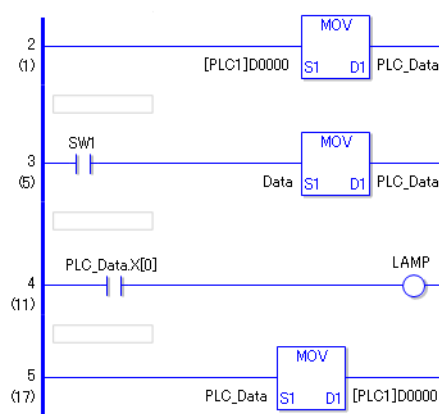 MOV
2
(1)
[PLC1]D0000 S1 D1 PLC_Data
SW1
MOV
3
(5)
Data S1 D1 PLC_Data
PLC_Data.X[0] LAMP
4
(11)
MOV
5
(17)
PLC_Data S1 D1 [PLC1]D0000